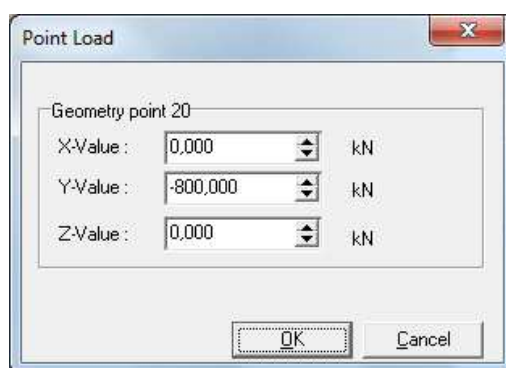 Point Load
Geometry point 20
X-Value : 0,000 kN
Y-Value : -800,000 kN
Z-Value : 0,000 kN
OK Cancel